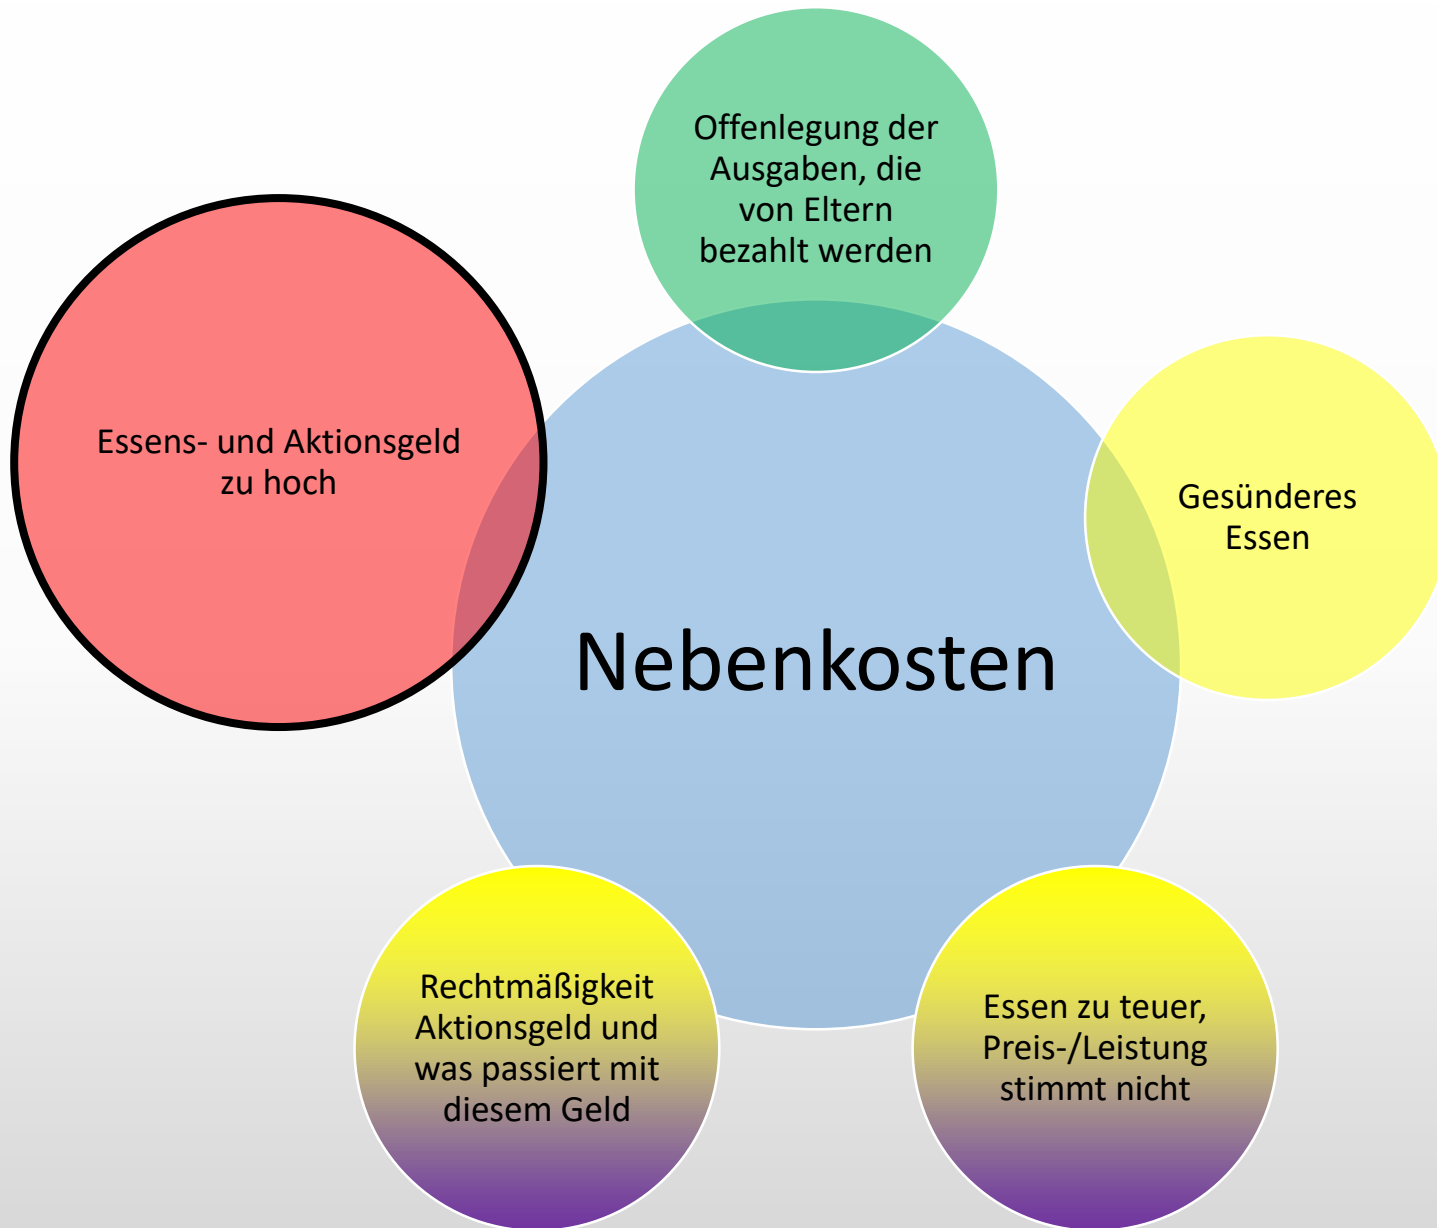 Offenlegung der
Ausgaben, die
von Eltern
bezahlt werden
Essens- und Aktionsgeld
zu hoch
Gesünderes
Essen
Nebenkosten
Rechtmäßigkeit
Aktionsgeld und
was passiert mit
diesem Geld
Essen zu teuer,
Preis-/Leistung
stimmt nicht